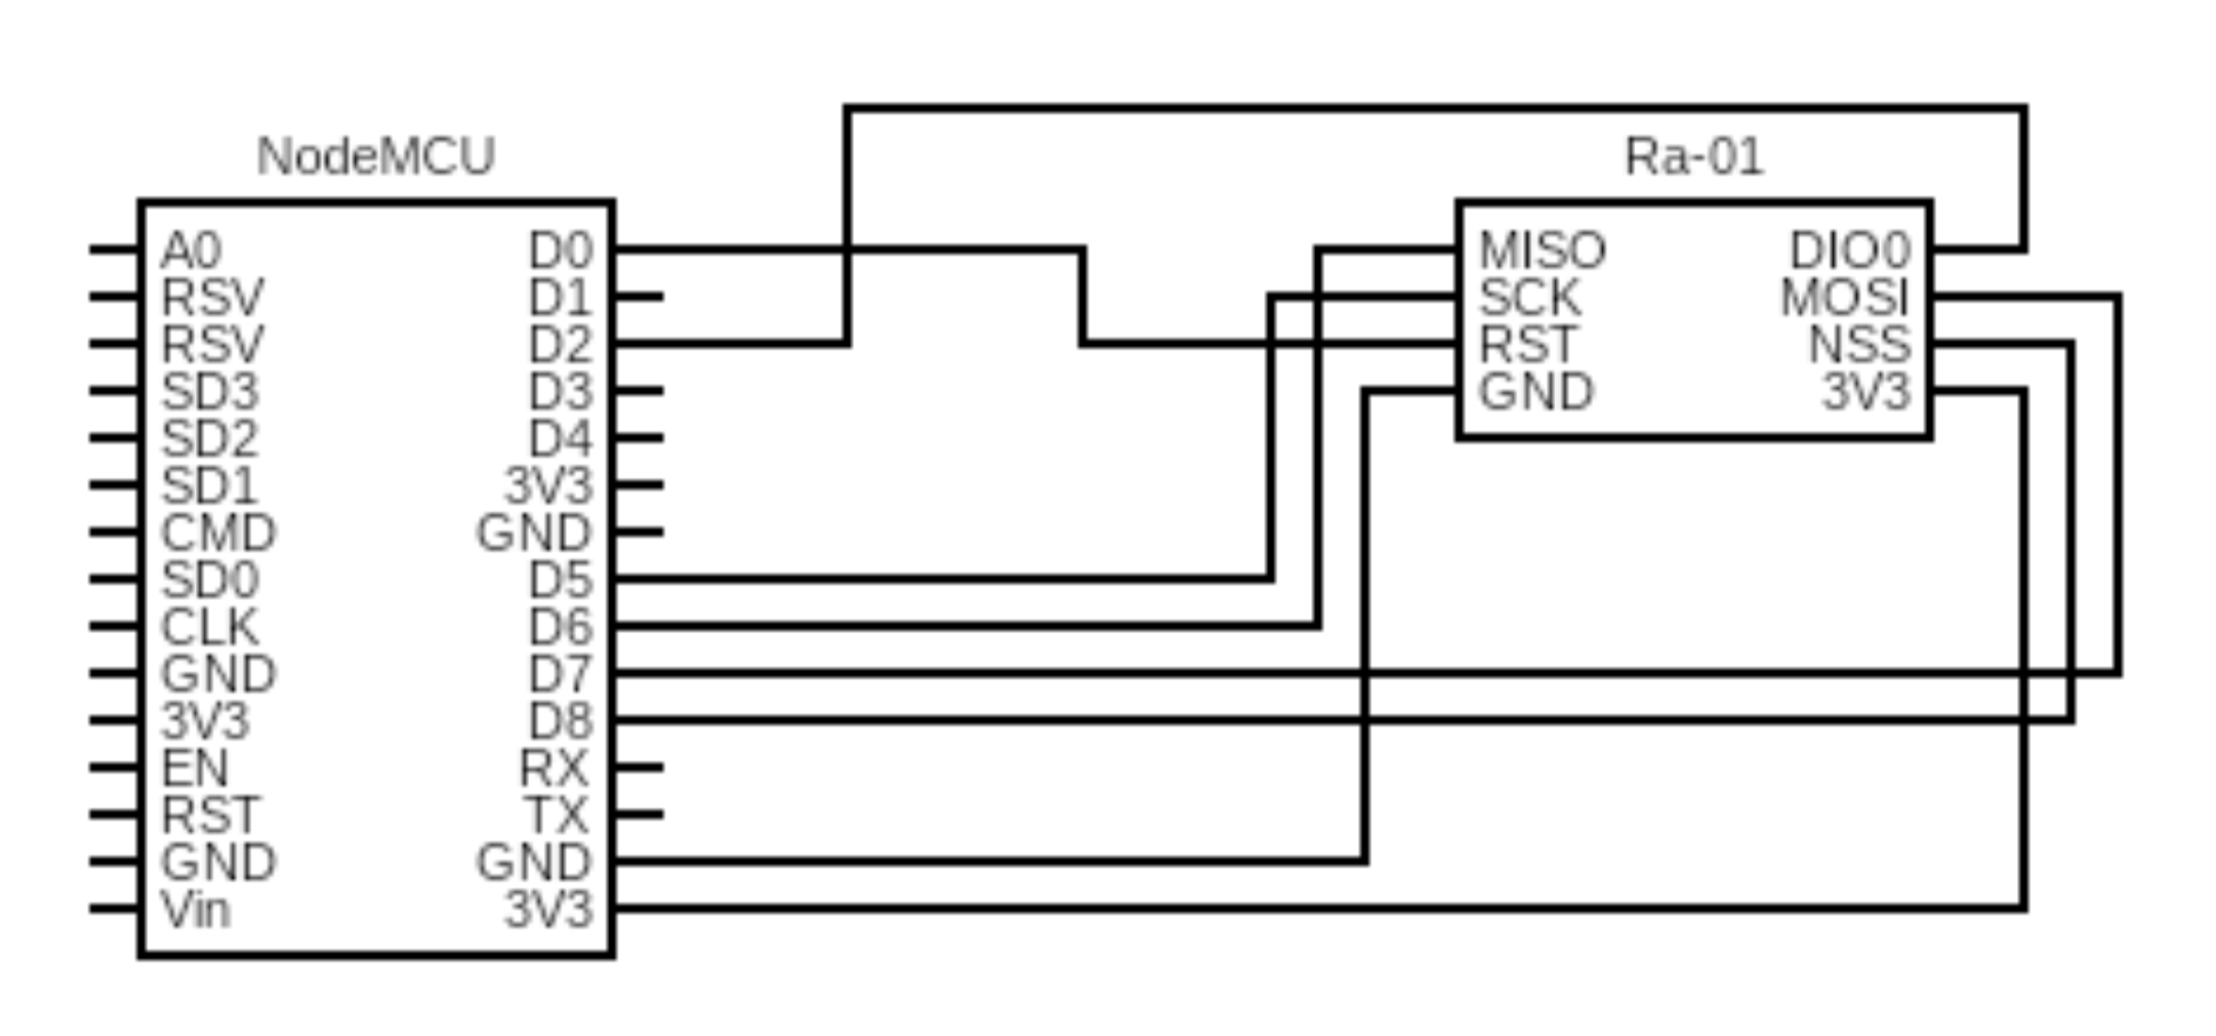 NodeMCU
A0 D0
RSV D1
RSV D2
SD3 D3
SD2 D4
SD1 3V3
CMD GND
SD0 D5
CLK D6
GND D7
3V3 D8
EN RX
RST TX
GND GND
Vin 3V3
Ra-01
MISO DIO0
SCK MOSI
RST NSS
GND 3V3